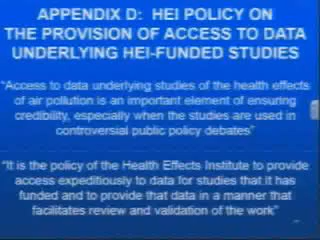 APPENDIX D: HEI POLICY ON
THE PROVISION OF ACCESS TO DATA
UNDERLYING HEI-FUNDED STUDIES
"Access to data underlying studies of the health effects
of air pollution is an important element of ensuring
credibility, especially when the studies are used in
controversial public policy debates"
"It is the policy of the Health Effects Institute to provide
access expeditiously to data for studies that it has
funded and to provide that data in a manner that
facilitates review and validation of the work"